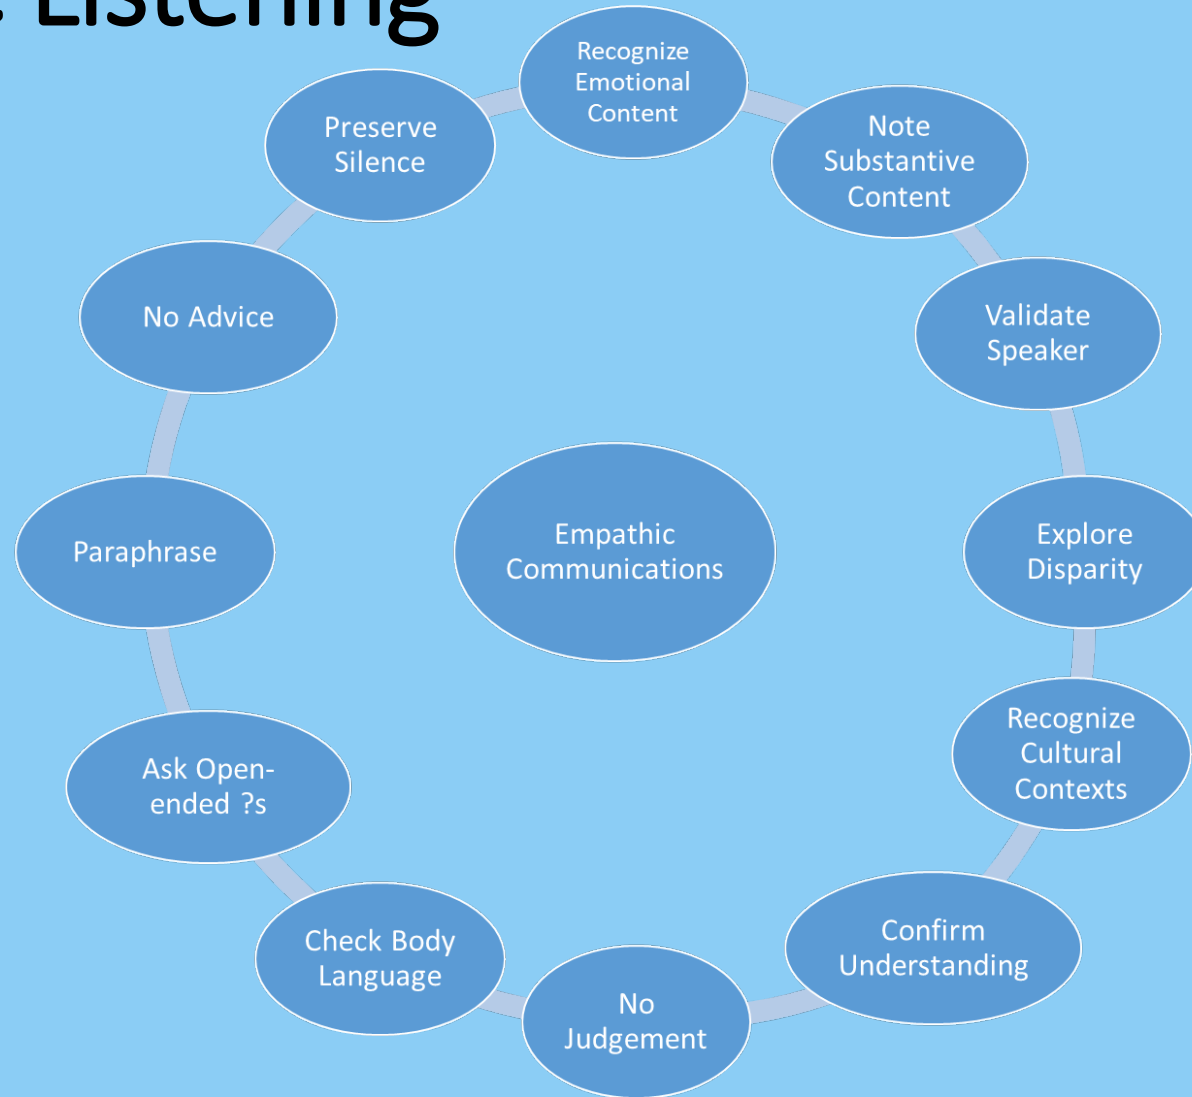 Listening
Recognize
Emotional
Content
Note
Substantive
Content
Validate
Speaker
Explore
Disparity
Recognize
Cultural
Contexts
Confirm
Understanding
No
Judgement
Check Body
Language
Ask Open-
ended ?s
Paraphrase
No Advice
Preserve
Silence
Empathic
Communications